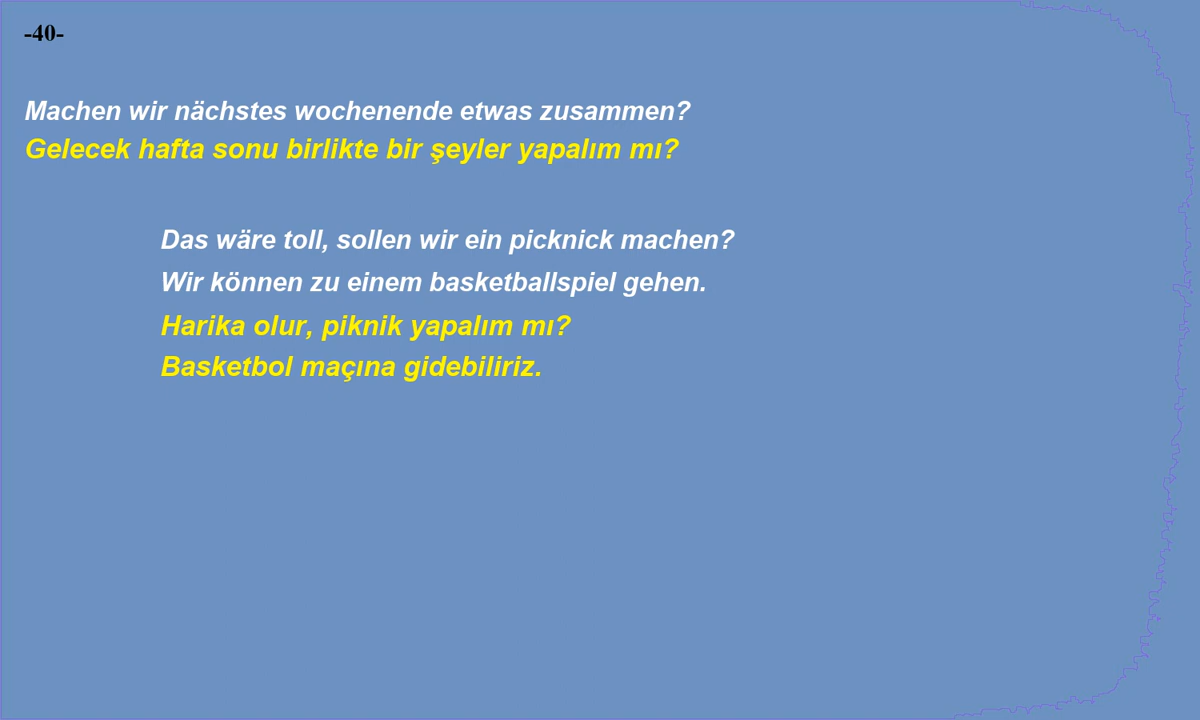 -40-
Machen wir nächstes wochenende etwas zusammen?
Gelecek hafta sonu birlikte bir şeyler yapalım mı?
Das wäre toll, sollen wir ein picknick machen?
Wir können zu einem basketballspiel gehen.
Harika olur, piknik yapalım mı?
Basketbol maçına gidebiliriz.